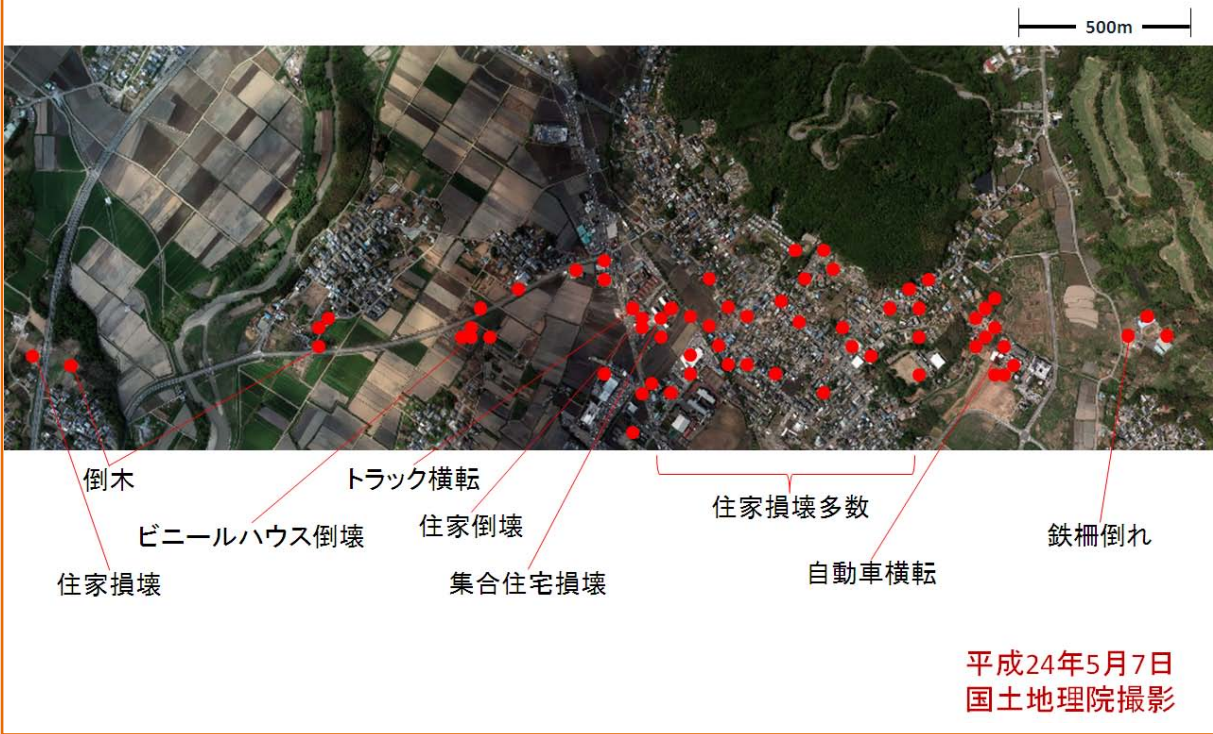 500m
倒木
トラック横転
住家損壊多数
ビニールハウス倒壊
住家倒壊
鉄柵倒れ
住家損壊
集合住宅損壊
自動車横転
平成24年5月7日
国土地理院撮影